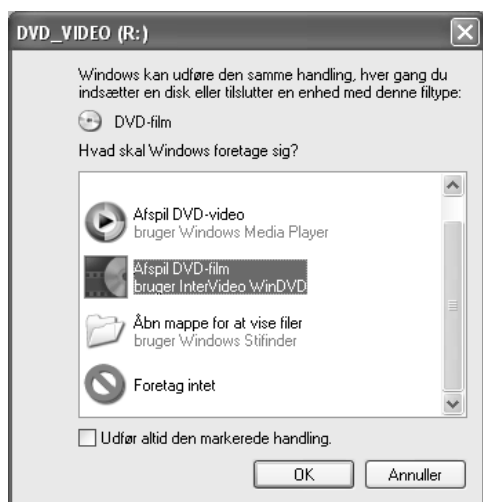 DVD_VIDEO (R:)
Windows kan udføre den samme handling, hver gang du
indsætter en disk eller tilslutter en enhed med denne filtype:
DVD-film
Hvad skal Windows foretage sig?
Afspil DVD-video
bruger Windows Media Player
Afspil DVD-film
bruger InterVideo WinDVD
Åbn mappe for at vise filer
bruger Windows Stifinder
Foretag intet
Udfør altid den markerede handling.
OK Annuller